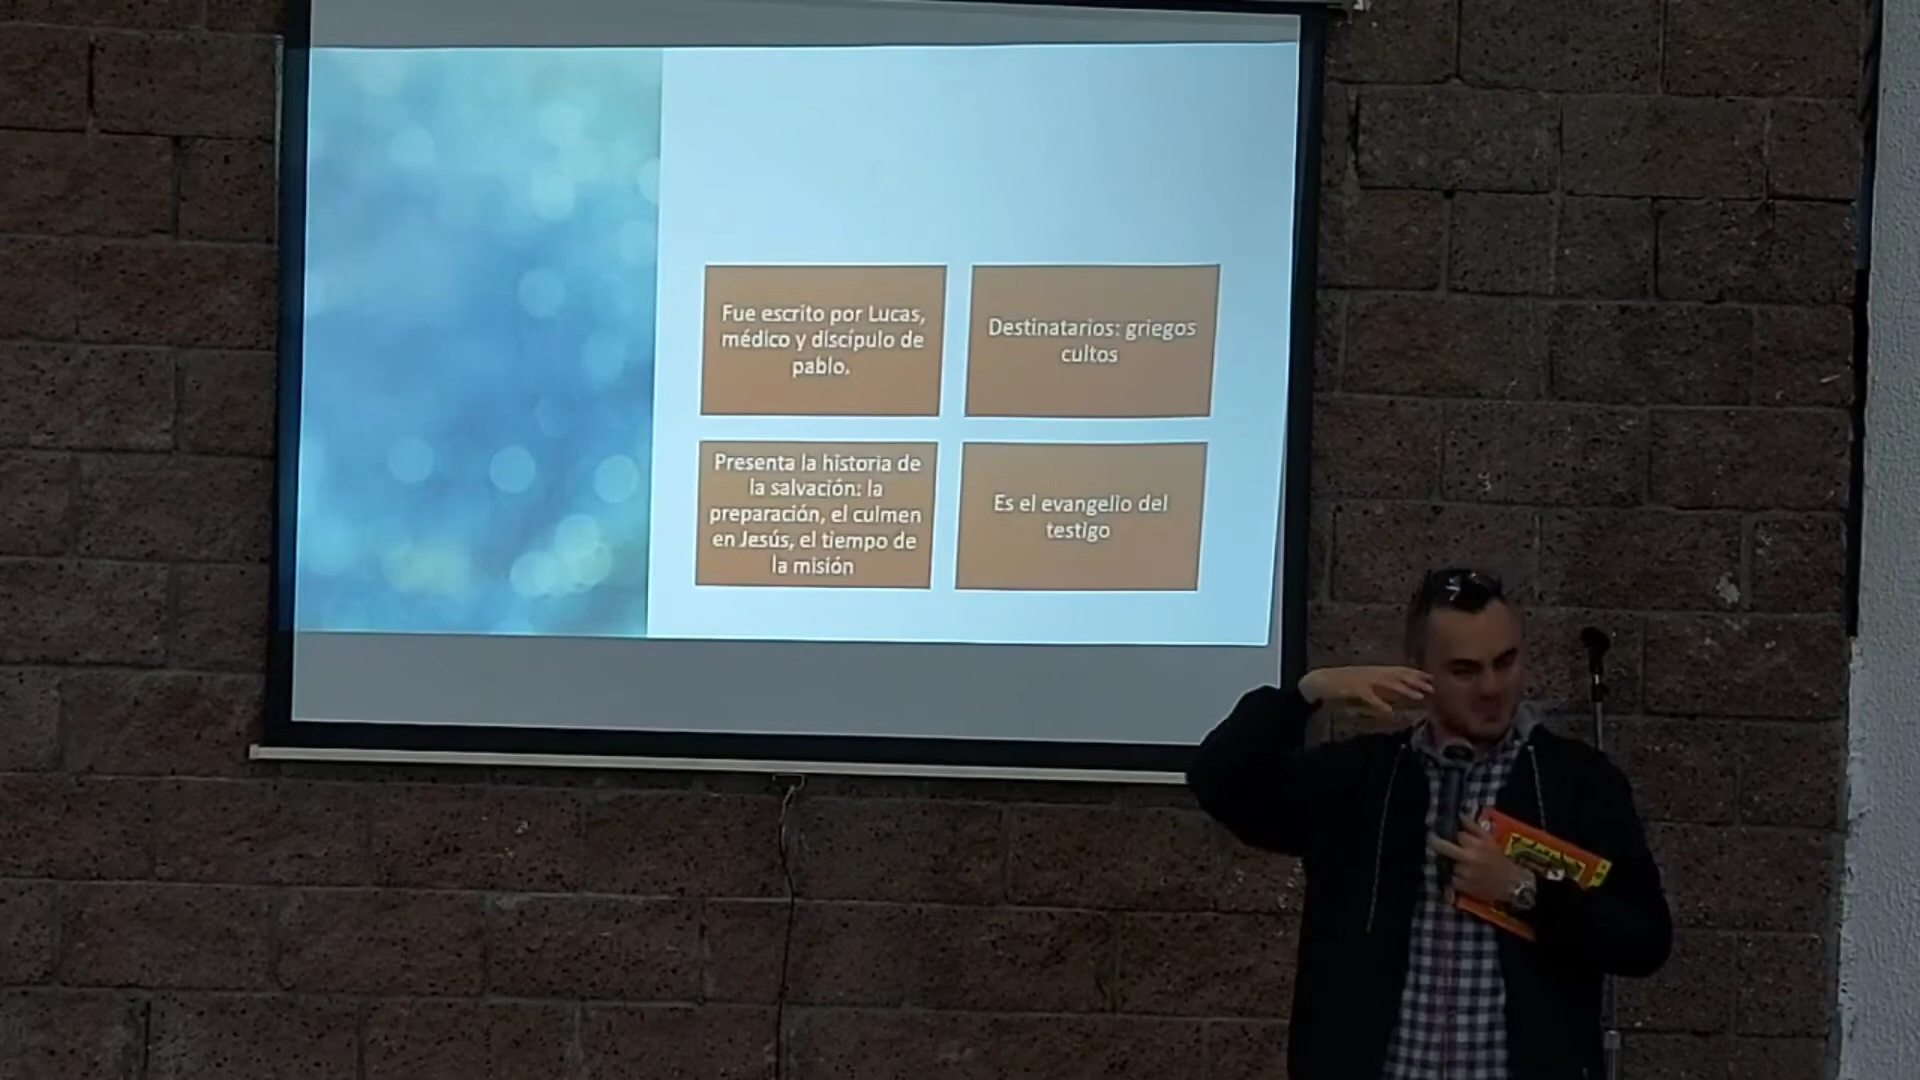 Fue escrito por Lucas,
médico y discípulo de
pablo.
Destinatarios: griegos
cultos
Presenta la historia de
la salvación: la
preparación, el culmen
en Jesús, el tiempo de
la misión
Es el evangelio del
testigo